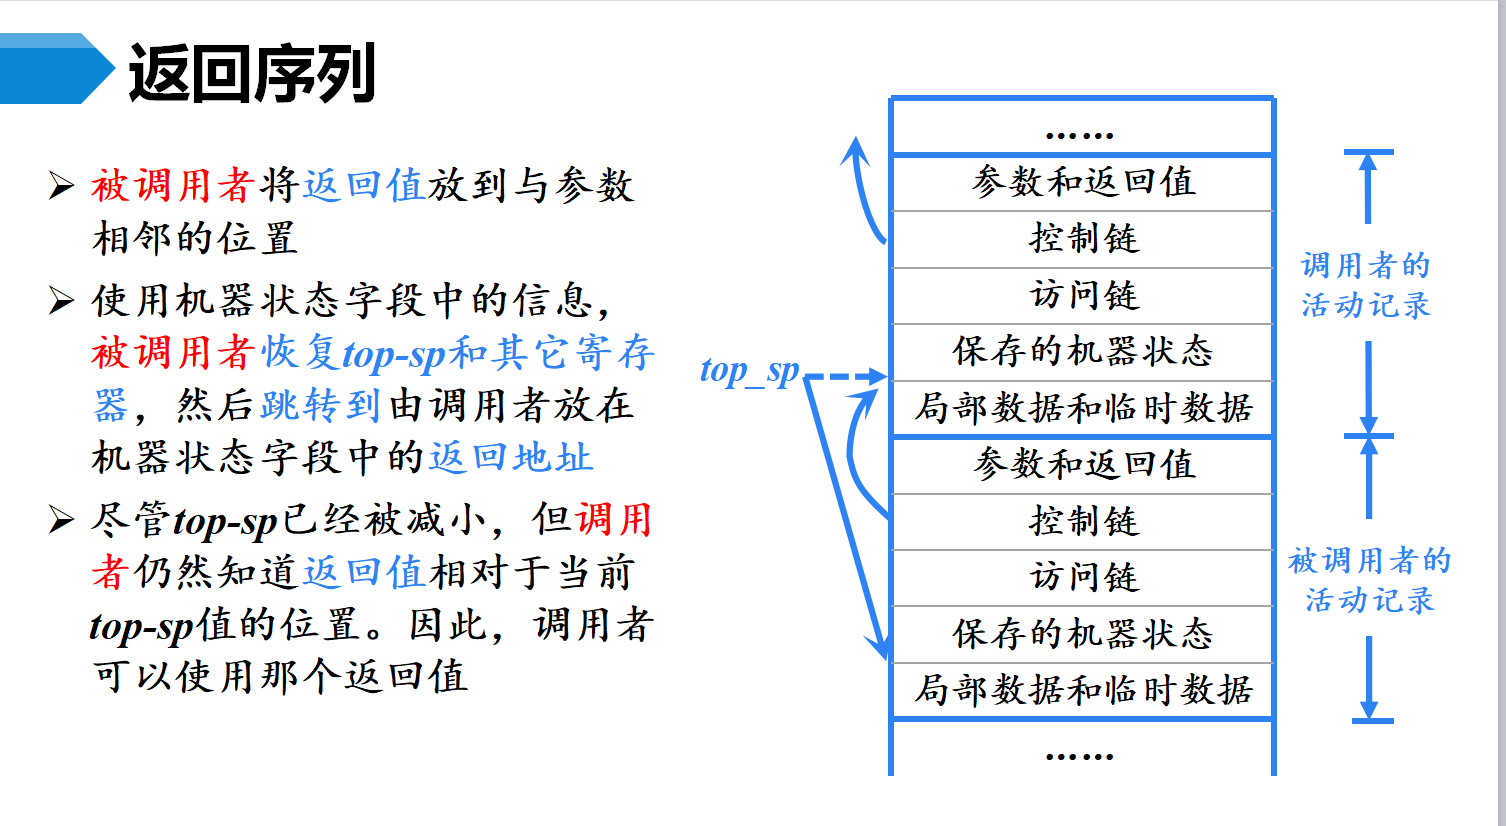 返回序列
被调用者将返回值放到与参数
相邻的位置
使用机器状态字段中的信息，
被调用者恢复top-sp和其它寄存
器，然后跳转到由调用者放在
机器状态字段中的返回地址
尽管top-sp已经被减小，但调用
者仍然知道返回值相对于当前
top-sp值的位置。因此，调用者
可以使用那个返回值
top_sp
……
参数和返回值
控制链
访问链
保存的机器状态
局部数据和临时数据
参数和返回值
控制链
访问链
保存的机器状态
局部数据和临时数据
……
调用者的
活动记录
被调用者的
活动记录